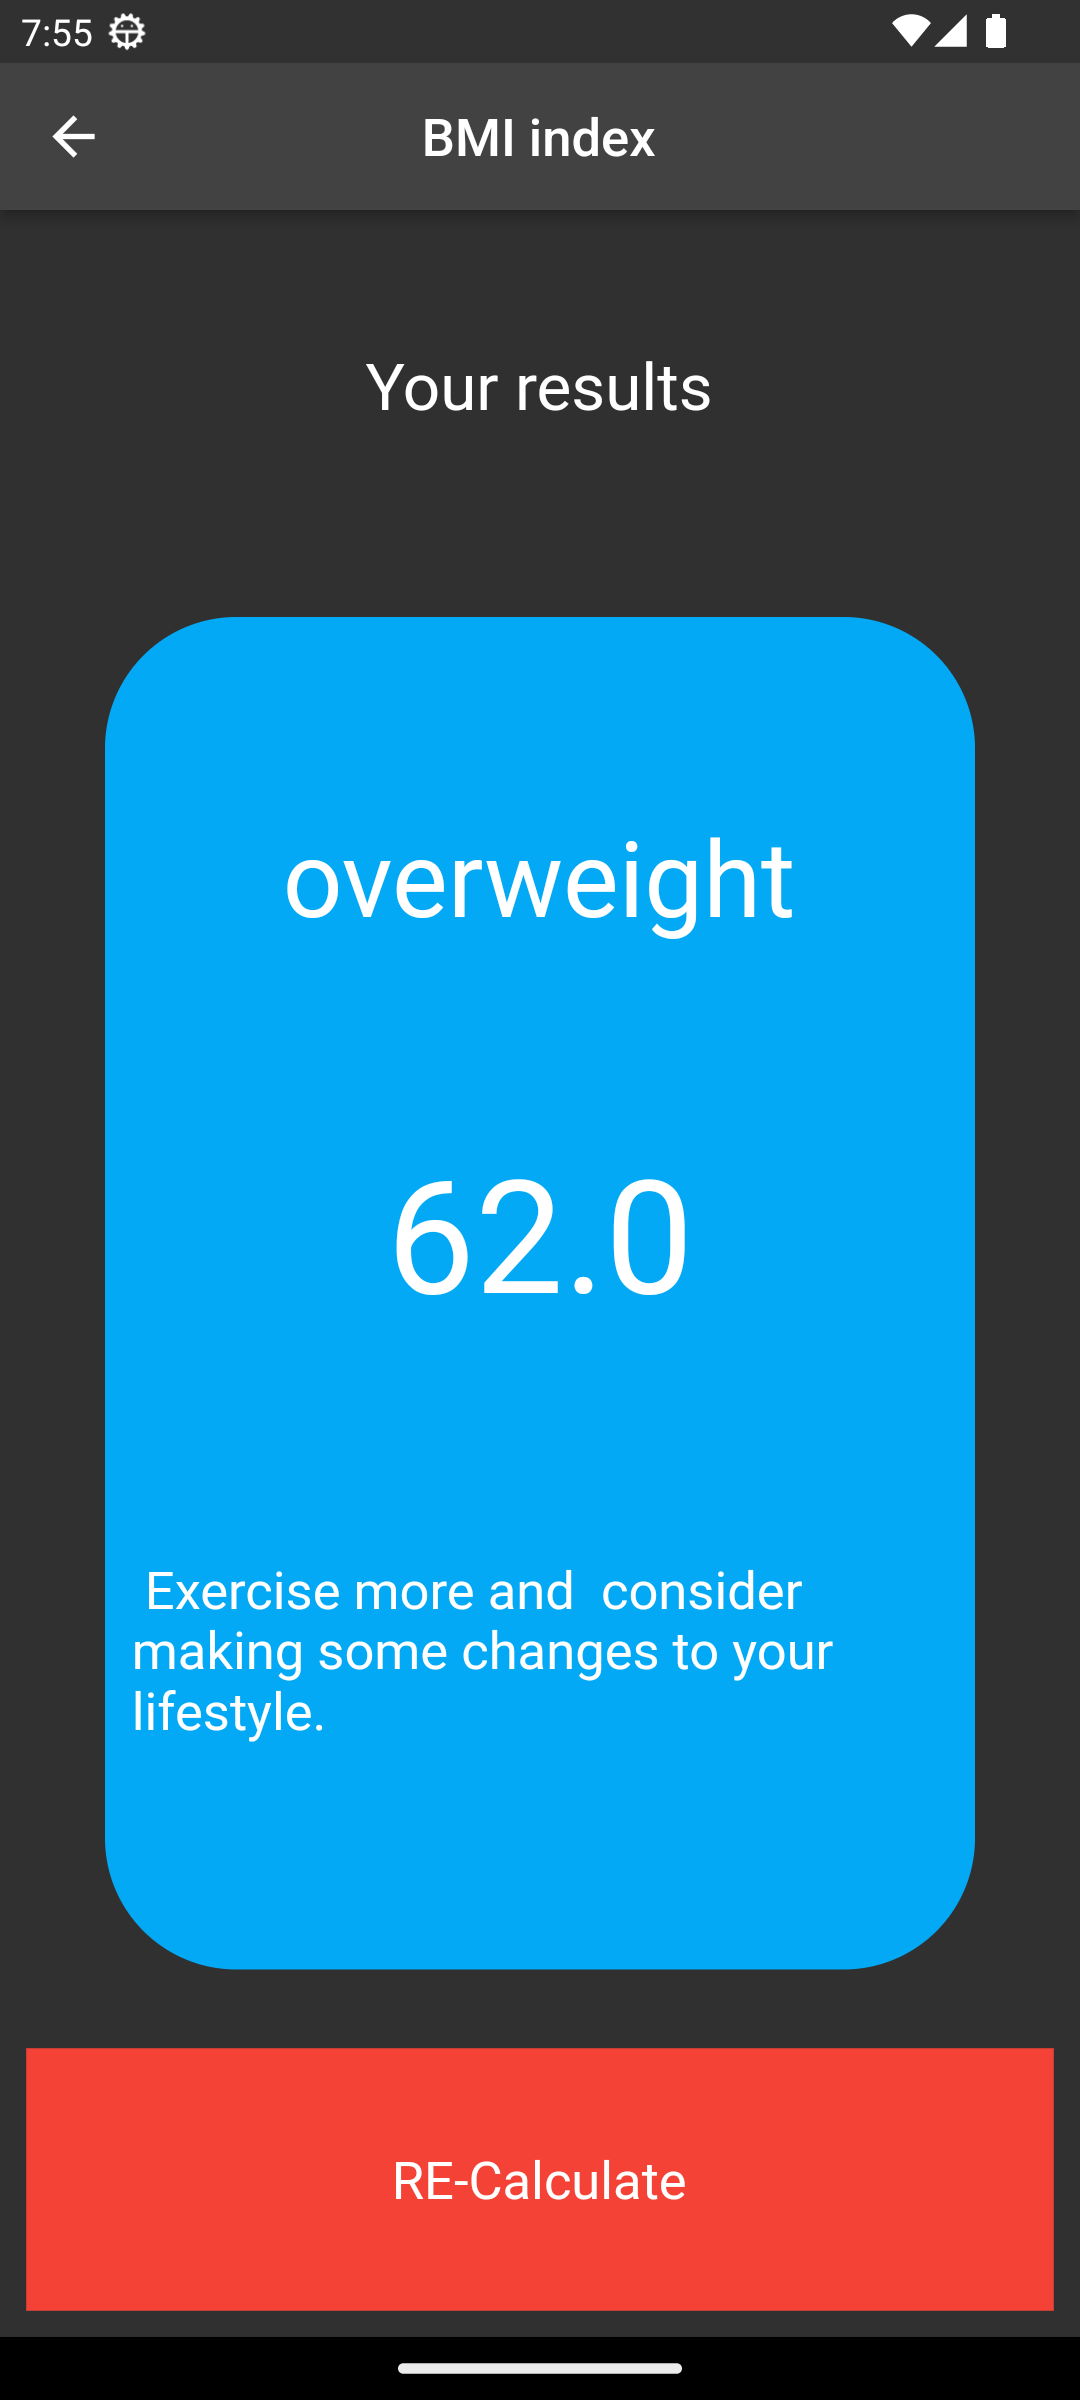 7:55
BMI index
Your results
overweight
62.0
Exercise more and  consider
making some changes to your
lifestyle.
RE-Calculate